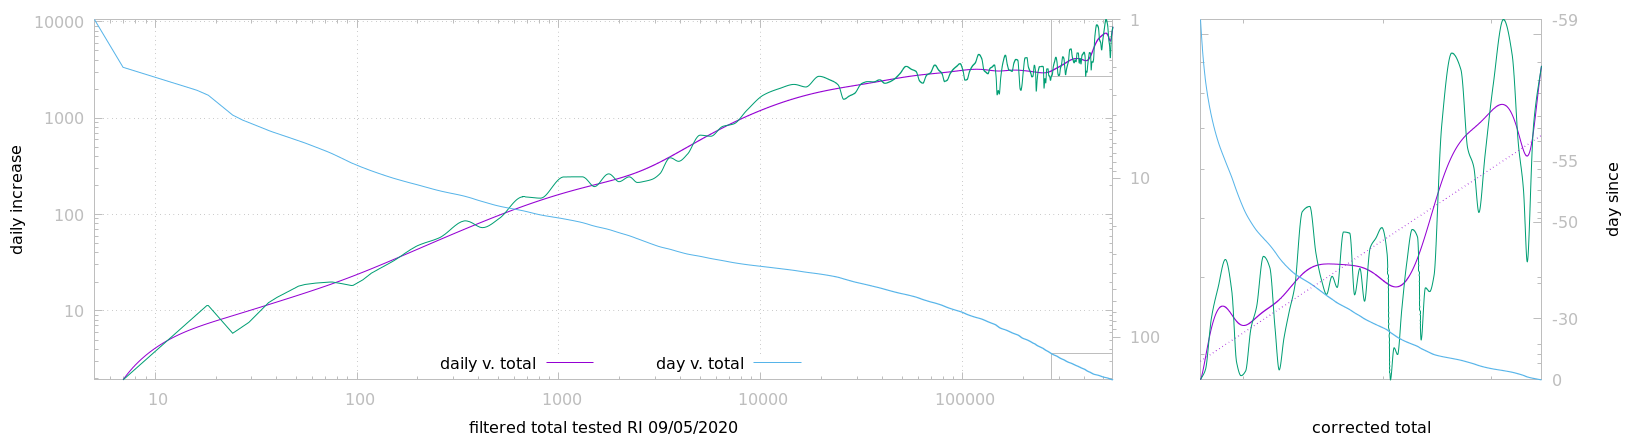 10000
1000
100
10
daily increase
10
100
1000
10000
100000
filtered total tested RI 09/05/2020
daily v. total
day v. total
1
10
100
-59
-55
-50
-30
0
day since
corrected total